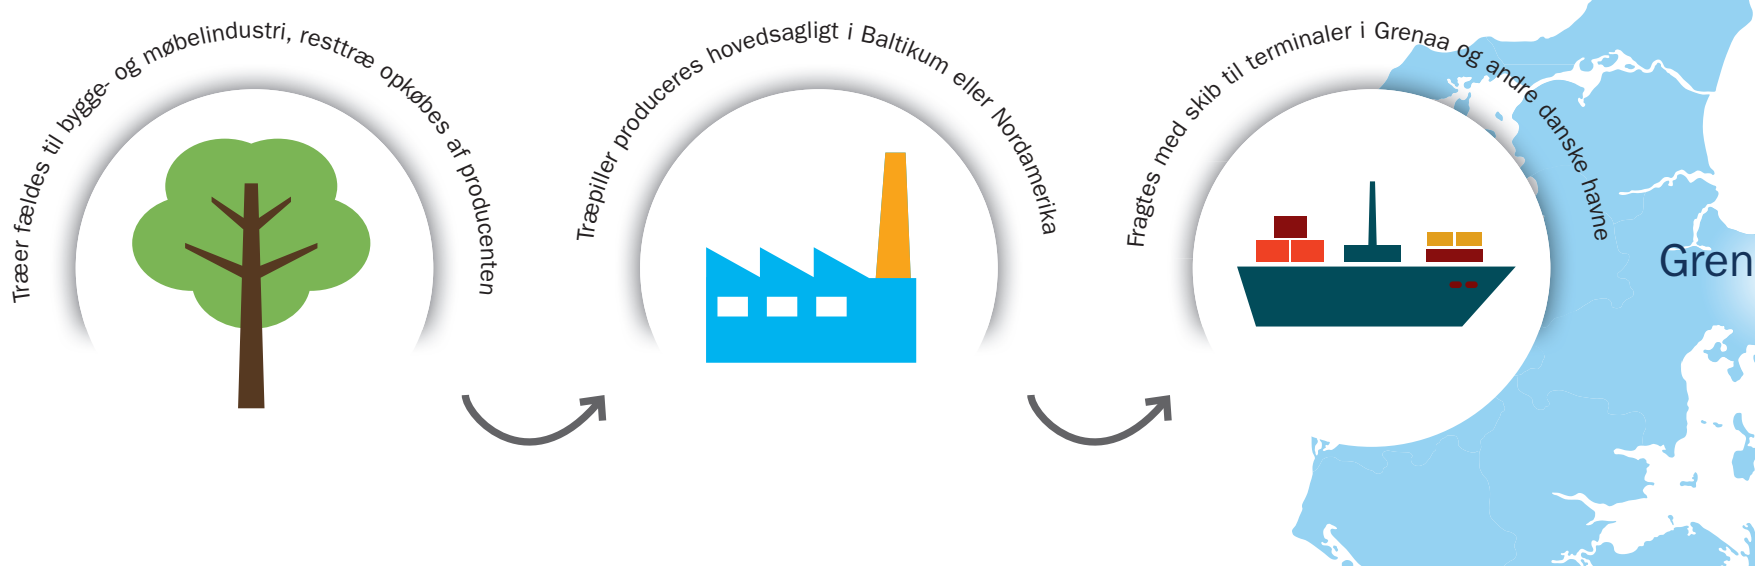 Træer fældes til bygge- og møbelindustri, resttræ opkøbes af producenten
Træpiller produceres hovedsagligt i Baltikum eller Nordamerika
Fragtes med skib til terminaler i Grenaa og andre danske havne
Gren